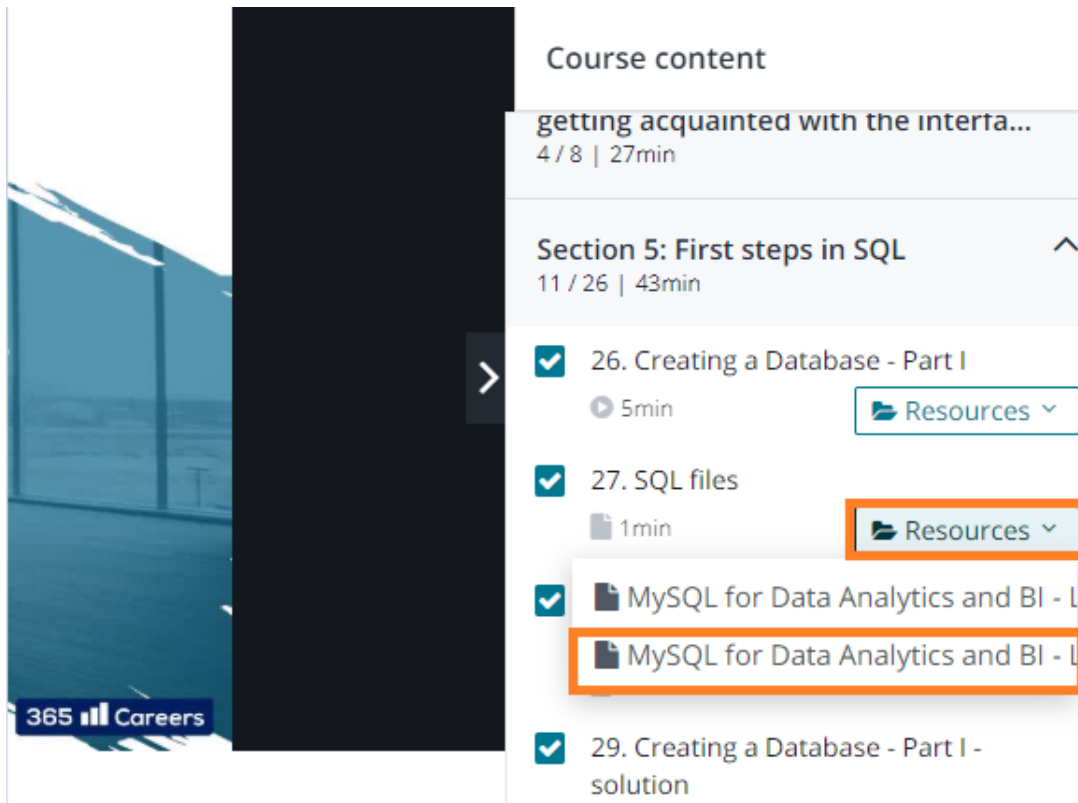 Course content
getting acquainted with the interfa...
4 / 8 | 27min
Section 5: First steps in SQL
11 / 26 | 43min
26. Creating a Database - Part I
5min
Resources
27. SQL files
1min
Resources
MySQL for Data Analytics and BI - L
MySQL for Data Analytics and BI - L
29. Creating a Database - Part I -
solution
365 Careers